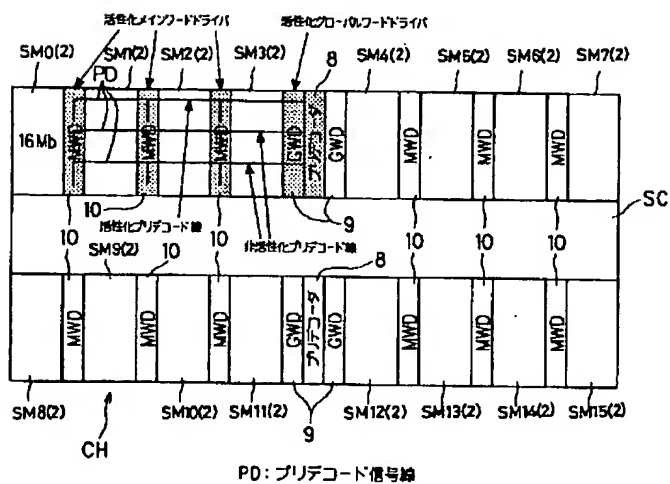 活性化メインワードドライバ 活性化グローバルワードドライバ
SM0(2) SM1(2) SM2(2) SM3(2) 8 SM4(2) SM5(2) SM6(2) SM7(2)
PD
16Mb MWD MWD MWD GWD プリデコーダ GWD MWD MWD MWD
10 9 SC
活性化プリデコード線 非活性化プリデコード線
10 10 10 10 10
SM9(2) 10 8
MWD MWD MWD GWD プリデコーダ GWD MWD MWD MWD
SM8(2) SM10(2) SM11(2) SM12(2) SM13(2) SM14(2) SM15(2)
CH 9
PD:プリデコード信号線